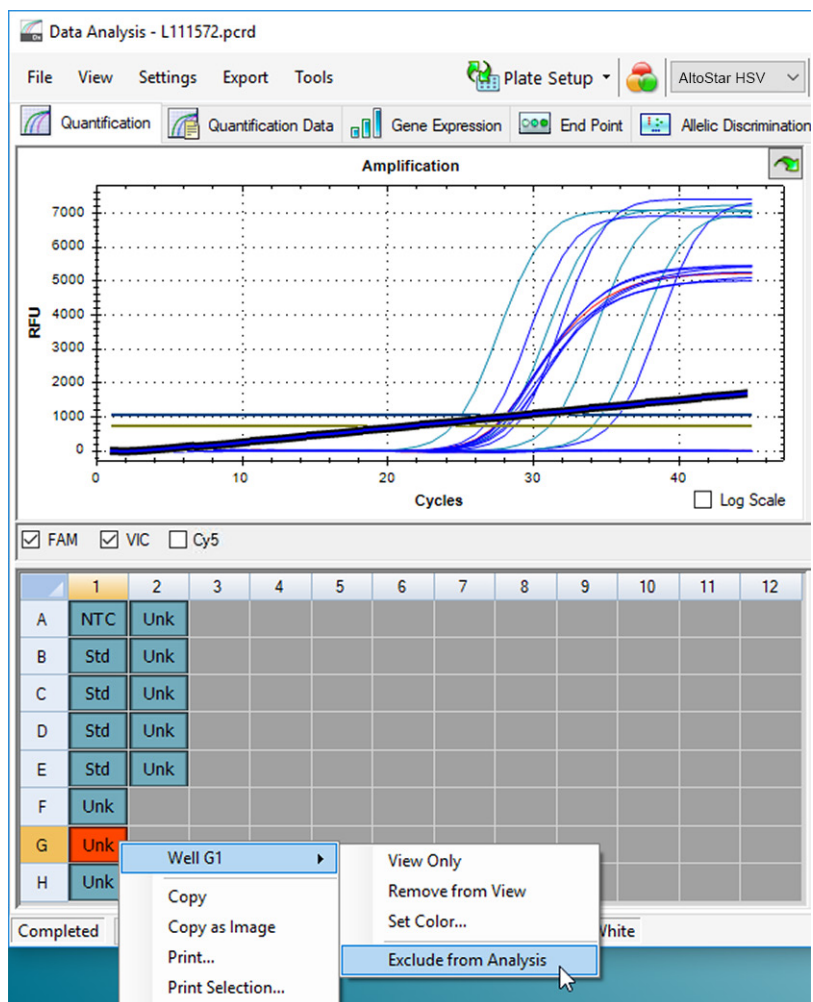 Data Analysis - L111572.pcrd
File View Settings Export Tools Plate Setup AltoStar HSV
Quantification Quantification Data Gene Expression End Point Allelic Discrimination
Amplification
7000
6000
5000
4000
3000
2000
1000
0
RFU
0 10 20 30 40
Cycles
Log Scale
FAM VIC Cy5
1 2 3 4 5 6 7 8 9 10 11 12
A NTC Unk
B Std Unk
C Std Unk
D Std Unk
E Std Unk
F Unk
G Unk
H Unk
Well G1
Copy
Copy as Image
Print...
Print Selection...
View Only
Remove from View
Set Color...
Exclude from Analysis
Completed